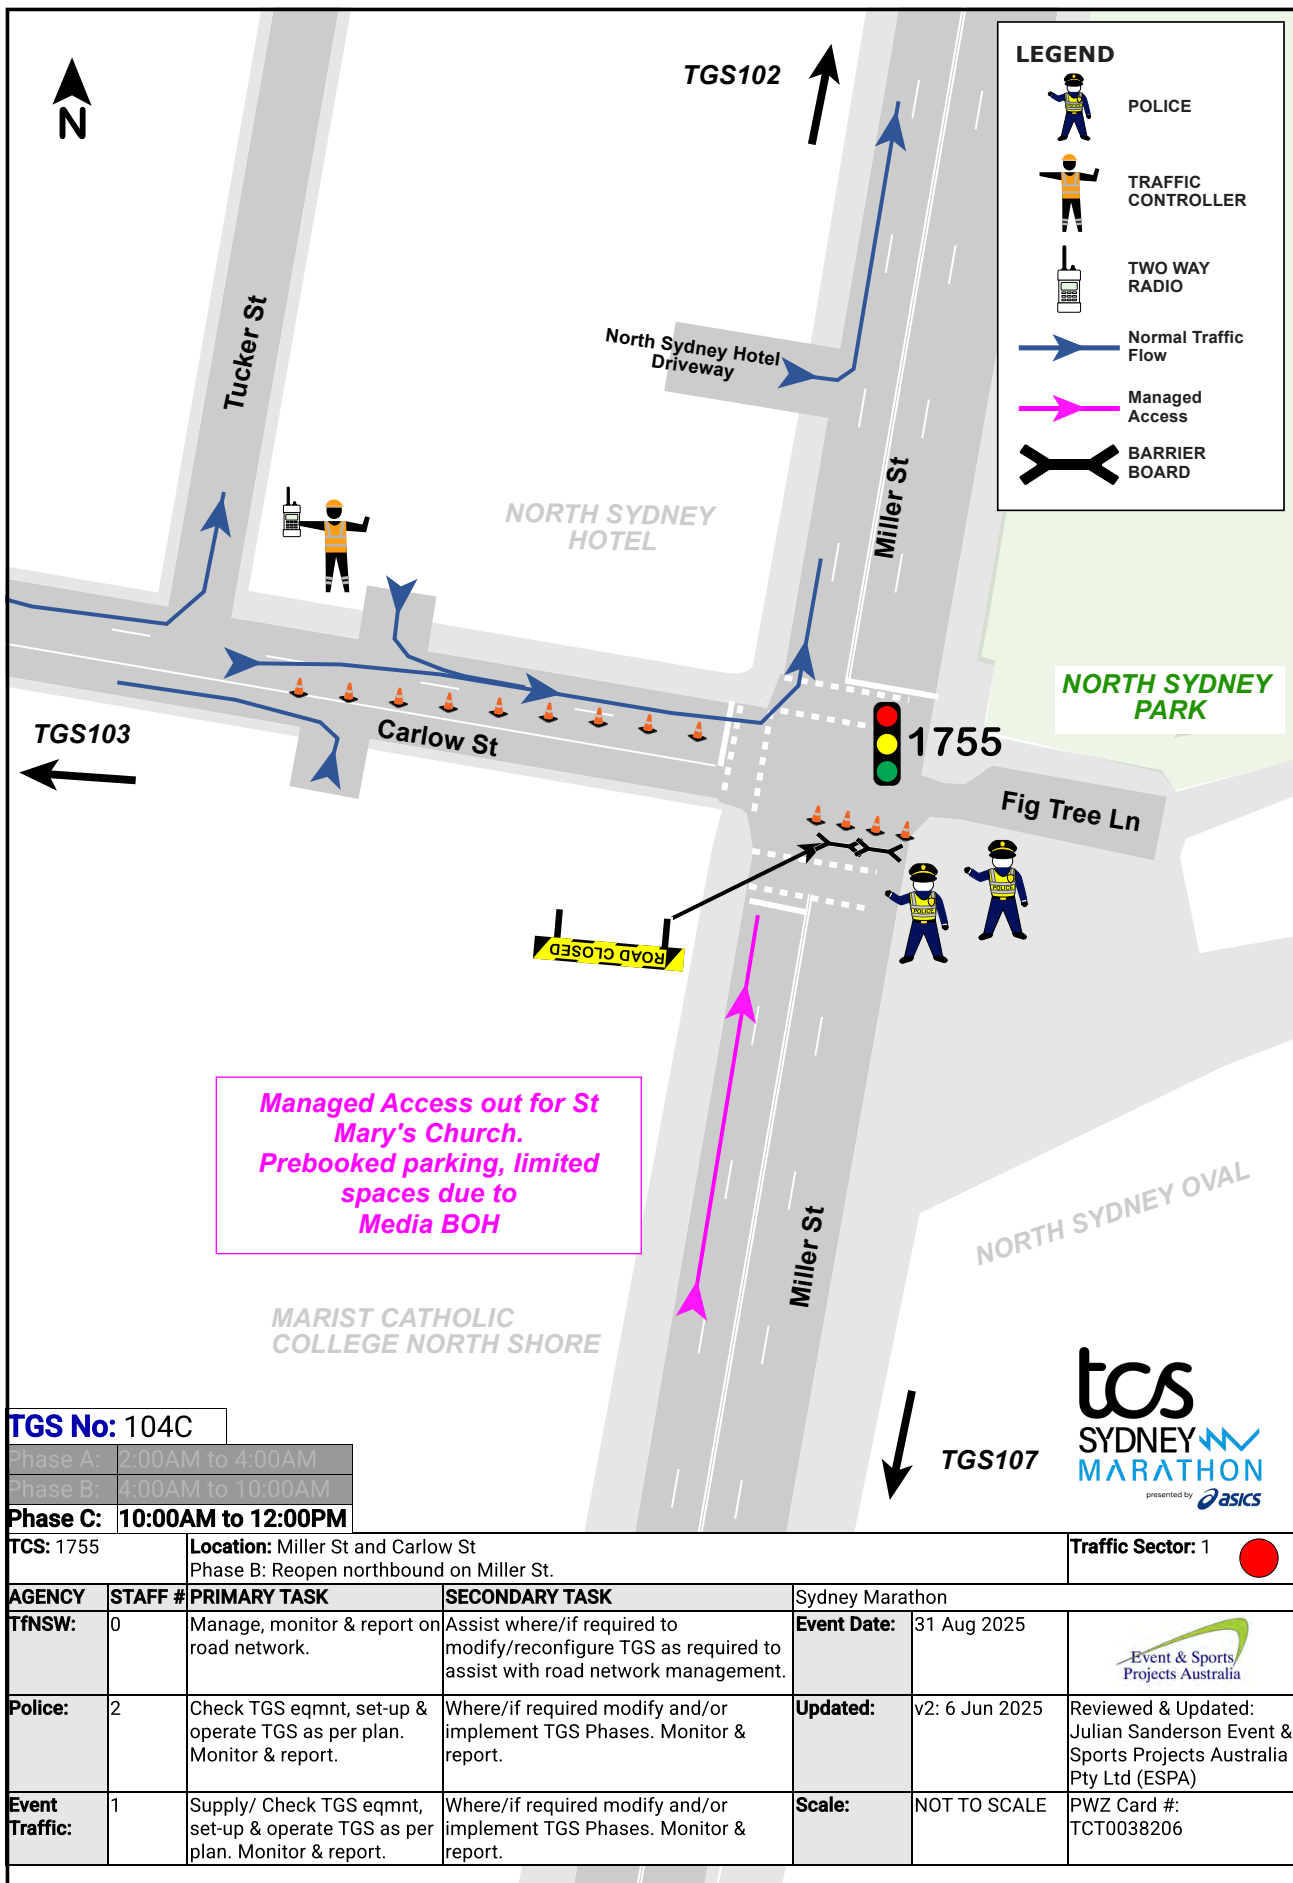 TGS102
N
LEGEND
POLICE
TRAFFIC
CONTROLLER
TWO WAY
RADIO
Normal Traffic
Flow
Managed
Access
BARRIER
BOARD
Tucker St
North Sydney Hotel
Driveway
Miller St
NORTH SYDNEY
HOTEL
NORTH SYDNEY
PARK
TGS103
Carlow St
1755
Fig Tree Ln
POLICE
POLICE
ROAD CLOSED
Managed Access out for St
Mary's Church.
Prebooked parking, limited
spaces due to
Media BOH
Miller St
NORTH SYDNEY OVAL
MARIST CATHOLIC
COLLEGE NORTH SHORE
TGS107
tcs
SYDNEY
MARATHON
presented by asics
TGS No: 104C
Phase A: 2:00AM to 4:00AM
Phase B: 4:00AM to 10:00AM
Phase C: 10:00AM to 12:00PM
TCS: 1755
Location: Miller St and Carlow St
Phase B: Reopen northbound on Miller St.
Traffic Sector: 1
AGENCY STAFF # PRIMARY TASK SECONDARY TASK Sydney Marathon
TfNSW: 0
Manage, monitor & report on
road network.
Assist where/if required to
modify/reconfigure TGS as required to
assist with road network management.
Event Date: 31 Aug 2025
Event & Sports
Projects Australia
Police: 2
Check TGS eqmnt, set-up &
operate TGS as per plan.
Monitor & report.
Where/if required modify and/or
implement TGS Phases. Monitor &
report.
Updated: v2: 6 Jun 2025
Reviewed & Updated:
Julian Sanderson Event &
Sports Projects Australia
Pty Ltd (ESPA)
Event
Traffic:
1
Supply/ Check TGS eqmnt,
set-up & operate TGS as per
plan. Monitor & report.
Where/if required modify and/or
implement TGS Phases. Monitor &
report.
Scale: NOT TO SCALE
PWZ Card #:
TCT0038206